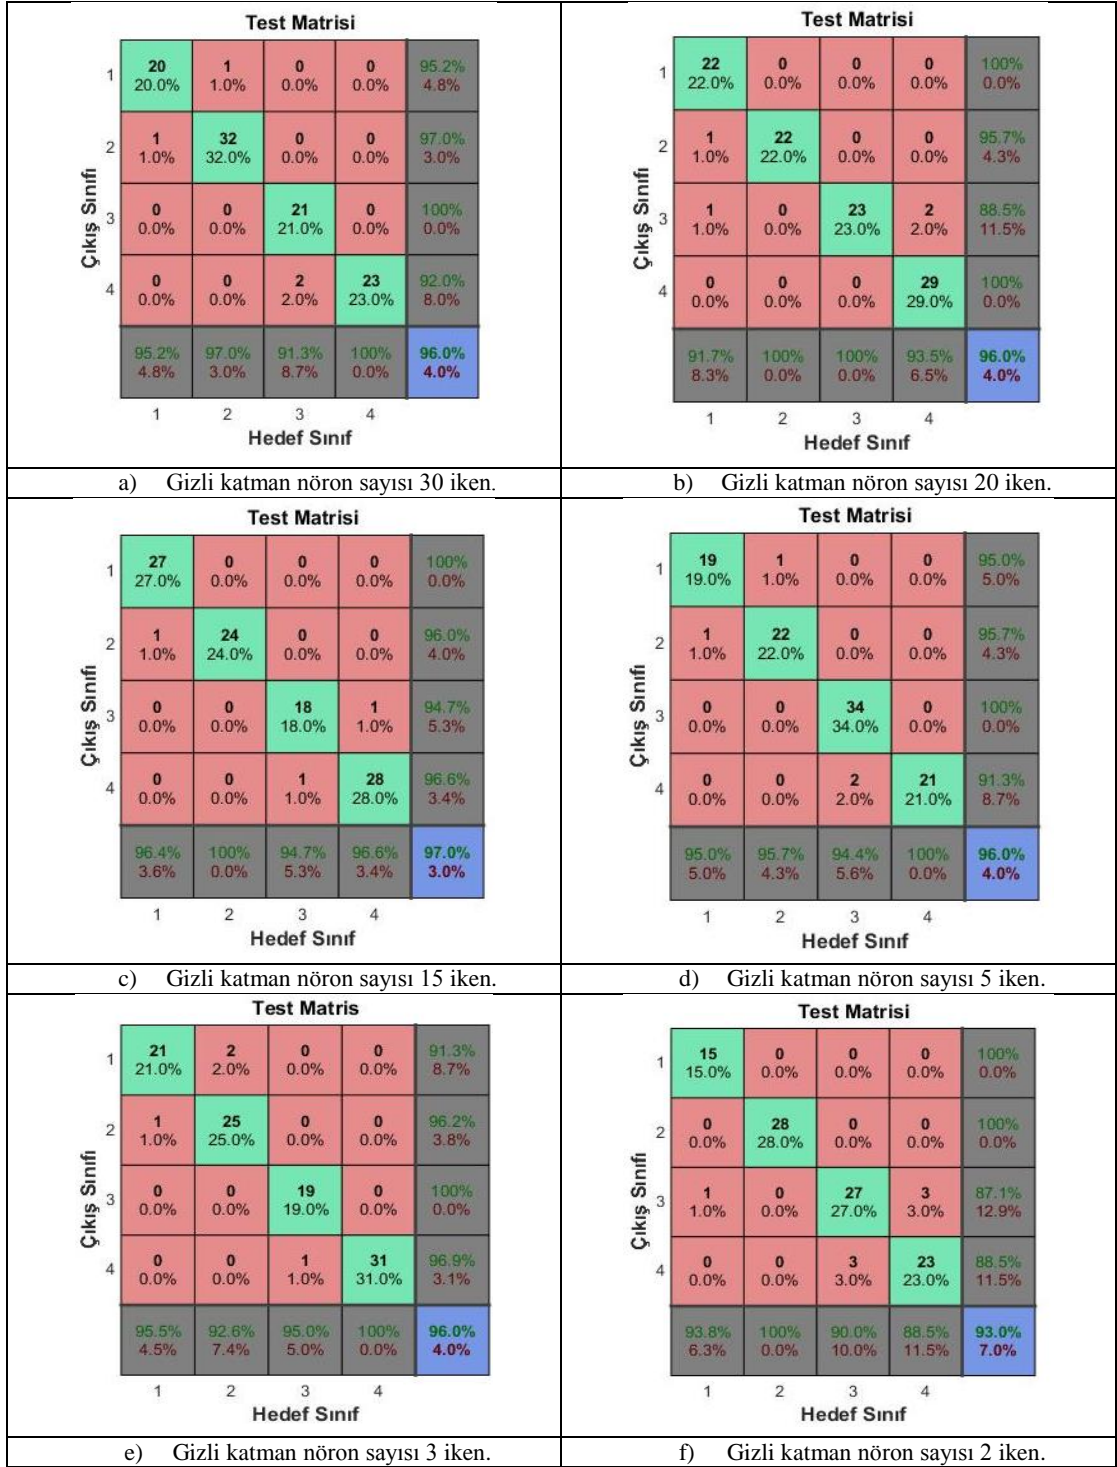 Test Matrisi
1 20 1 0 0 95.2%
20.0% 1.0% 0.0% 0.0% 4.8%
2 1 32 0 0 97.0%
1.0% 32.0% 0.0% 0.0% 3.0%
3 0 0 21 0 100%
0.0% 0.0% 21.0% 0.0% 0.0%
4 0 0 2 23 92.0%
0.0% 0.0% 2.0% 23.0% 8.0%
95.2% 97.0% 91.3% 100% 96.0%
4.8% 3.0% 8.7% 0.0% 4.0%
1 2 3 4
Çıkış Sınıfı
Hedef Sınıf
a) Gizli katman nöron sayısı 30 iken.
Test Matrisi
1 22 0 0 0 100%
22.0% 0.0% 0.0% 0.0% 0.0%
2 1 22 0 0 95.7%
1.0% 22.0% 0.0% 0.0% 4.3%
3 1 0 23 2 88.5%
1.0% 0.0% 23.0% 2.0% 11.5%
4 0 0 0 29 100%
0.0% 0.0% 0.0% 29.0% 0.0%
91.7% 100% 100% 93.5% 96.0%
8.3% 0.0% 0.0% 6.5% 4.0%
1 2 3 4
Çıkış Sınıfı
Hedef Sınıf
b) Gizli katman nöron sayısı 20 iken.
Test Matrisi
1 27 0 0 0 100%
27.0% 0.0% 0.0% 0.0% 0.0%
2 1 24 0 0 96.0%
1.0% 24.0% 0.0% 0.0% 4.0%
3 0 0 18 1 94.7%
0.0% 0.0% 18.0% 1.0% 5.3%
4 0 0 1 28 96.6%
0.0% 0.0% 1.0% 28.0% 3.4%
96.4% 100% 94.7% 96.6% 97.0%
3.6% 0.0% 5.3% 3.4% 3.0%
1 2 3 4
Çıkış Sınıfı
Hedef Sınıf
c) Gizli katman nöron sayısı 15 iken.
Test Matrisi
1 19 1 0 0 95.0%
19.0% 1.0% 0.0% 0.0% 5.0%
2 1 22 0 0 95.7%
1.0% 22.0% 0.0% 0.0% 4.3%
3 0 0 34 0 100%
0.0% 0.0% 34.0% 0.0% 0.0%
4 0 0 2 21 91.3%
0.0% 0.0% 2.0% 21.0% 8.7%
95.0% 95.7% 94.4% 100% 96.0%
5.0% 4.3% 5.6% 0.0% 4.0%
1 2 3 4
Çıkış Sınıfı
Hedef Sınıf
d) Gizli katman nöron sayısı 5 iken.
Test Matris
1 21 2 0 0 91.3%
21.0% 2.0% 0.0% 0.0% 8.7%
2 1 25 0 0 96.2%
1.0% 25.0% 0.0% 0.0% 3.8%
3 0 0 19 0 100%
0.0% 0.0% 19.0% 0.0% 0.0%
4 0 0 1 31 96.9%
0.0% 0.0% 1.0% 31.0% 3.1%
95.5% 92.6% 95.0% 100% 96.0%
4.5% 7.4% 5.0% 0.0% 4.0%
1 2 3 4
Çıkış Sınıfı
Hedef Sınıf
e) Gizli katman nöron sayısı 3 iken.
Test Matrisi
1 15 0 0 0 100%
15.0% 0.0% 0.0% 0.0% 0.0%
2 0 28 0 0 100%
0.0% 28.0% 0.0% 0.0% 0.0%
3 1 0 27 3 87.1%
1.0% 0.0% 27.0% 3.0% 12.9%
4 0 0 3 23 88.5%
0.0% 0.0% 3.0% 23.0% 11.5%
93.8% 100% 90.0% 88.5% 93.0%
6.3% 0.0% 10.0% 11.5% 7.0%
1 2 3 4
Çıkış Sınıfı
Hedef Sınıf
f) Gizli katman nöron sayısı 2 iken.